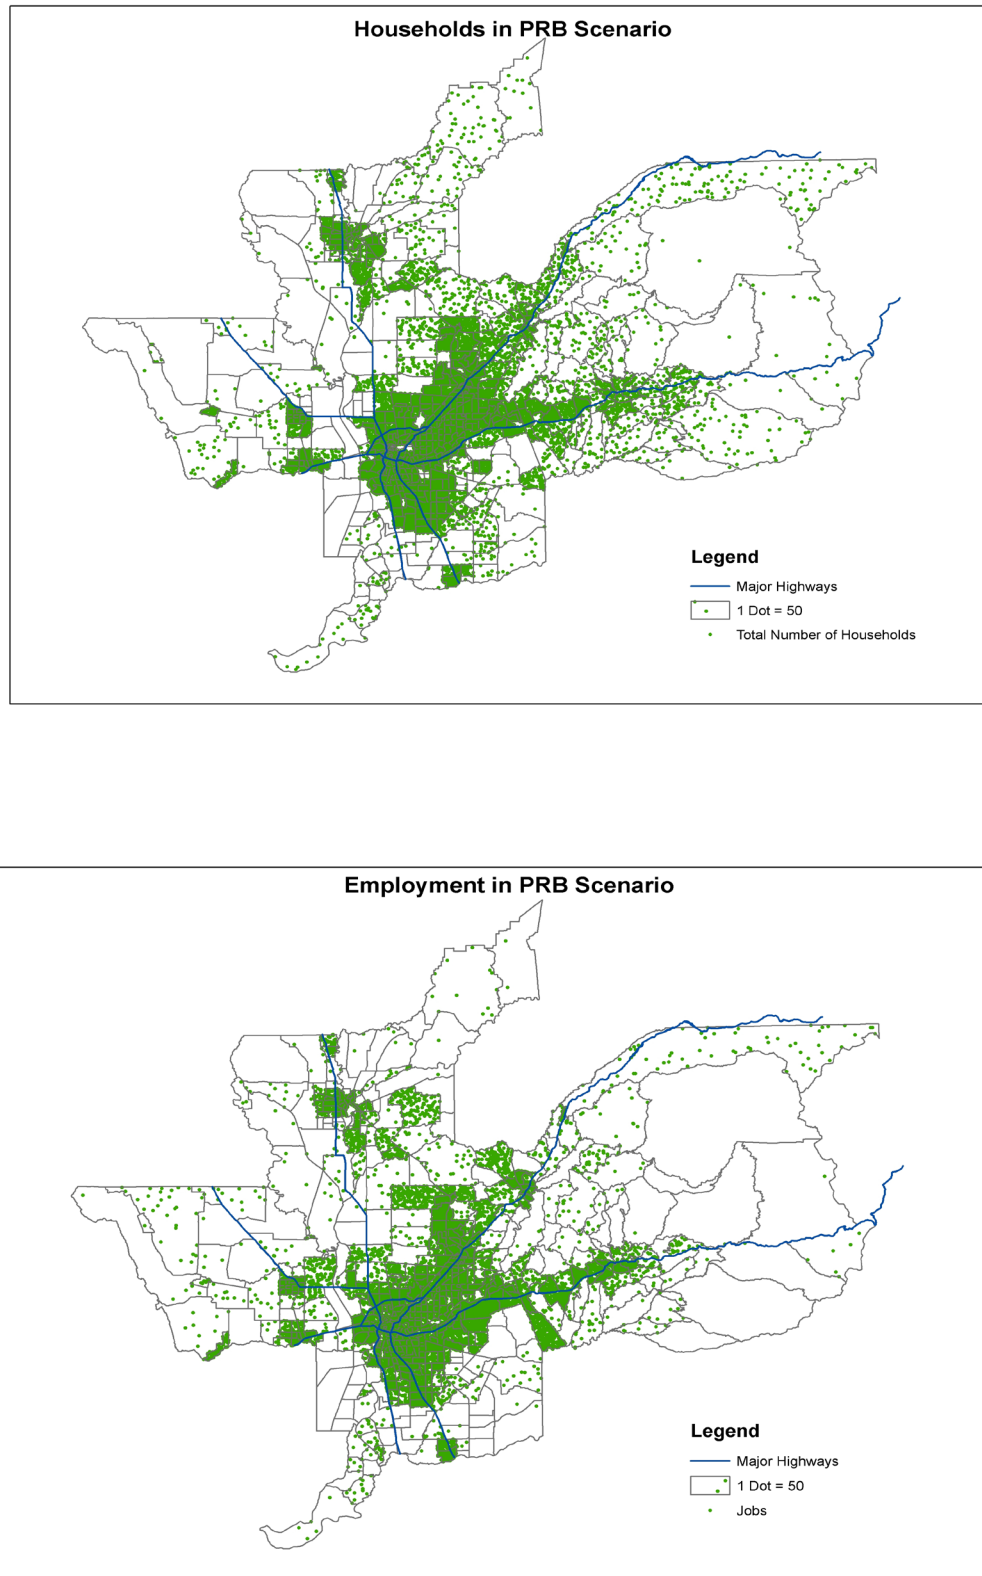 Households in PRB Scenario
Legend
Major Highways
1 Dot = 50
Total Number of Households
Employment in PRB Scenario
Legend
Major Highways
1 Dot = 50
Jobs